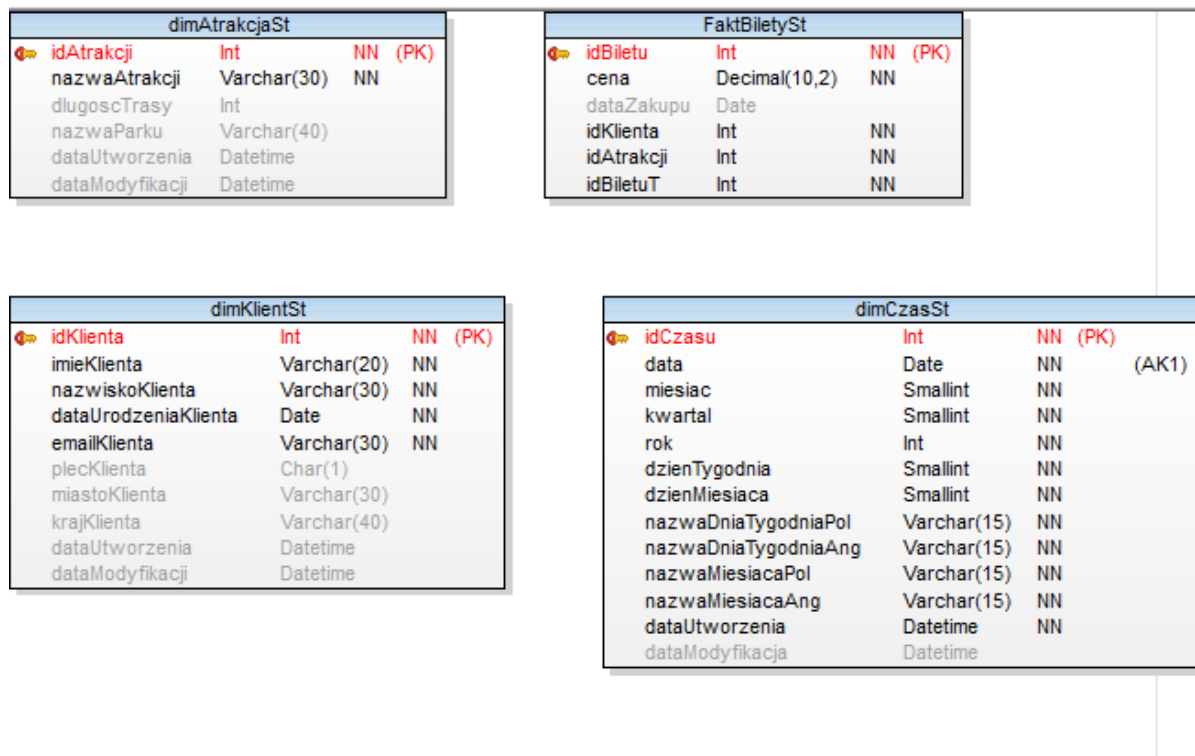 dimAtrakcjaSt
idAtrakcji Int NN (PK)
nazwaAtrakcji Varchar(30) NN
dlugoscTrasy Int
nazwaParku Varchar(40)
dataUtworzenia Datetime
dataModyfikacji Datetime
FaktBiletySt
idBiletu Int NN (PK)
cena Decimal(10,2) NN
dataZakupu Date
idKlienta Int NN
idAtrakcji Int NN
idBiletuT Int NN
dimKlientSt
idKlienta Int NN (PK)
imieKlienta Varchar(20) NN
nazwiskoKlienta Varchar(30) NN
dataUrodzeniaKlienta Date NN
emailKlienta Varchar(30) NN
plecKlienta Char(1)
miastoKlienta Varchar(30)
krajKlienta Varchar(40)
dataUtworzenia Datetime
dataModyfikacji Datetime
dimCzasSt
idCzasu Int NN (PK)
data Date NN (AK1)
miesiac Smallint NN
kwartal Smallint NN
rok Int NN
dzienTygodnia Smallint NN
dzienMiesiaca Smallint NN
nazwaDniaTygodniaPol Varchar(15) NN
nazwaDniaTygodniaAng Varchar(15) NN
nazwaMiesiacaPol Varchar(15) NN
nazwaMiesiacaAng Varchar(15) NN
dataUtworzenia Datetime NN
dataModyfikacja Datetime